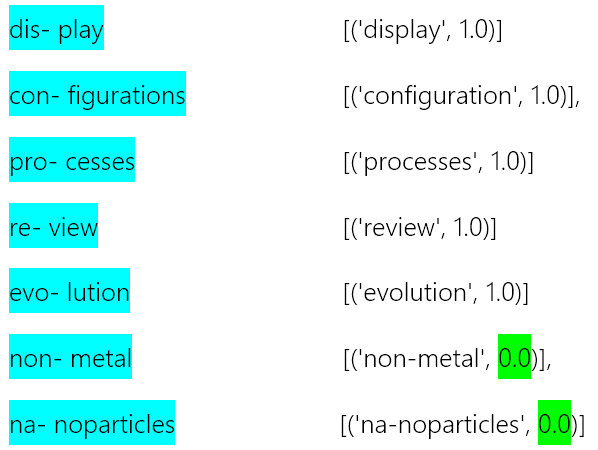 dis- play [('display', 1.0)]
con- figurations [('configuration', 1.0)],
pro- cesses [('processes', 1.0)]
re- view [('review', 1.0)]
evo- lution [('evolution', 1.0)]
non- metal [('non-metal', 0.0)],
na- noparticles [('na-noparticles', 0.0)]